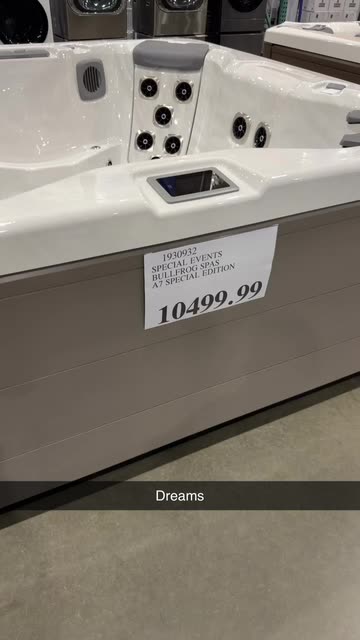 1930932
SPECIAL EVENTS
BULLFROG SPAS
A7 SPECIAL EDITION
10499.99
Dreams